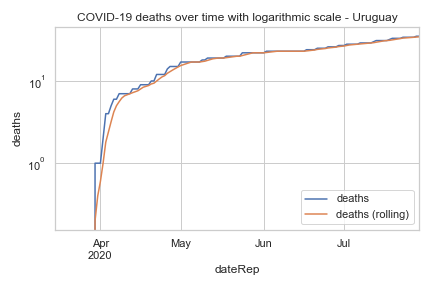 COVID-19 deaths over time with logarithmic scale - Uruguay
deaths
10¹
10⁰
deaths
deaths (rolling)
Apr
2020
May
Jun
Jul
dateRep